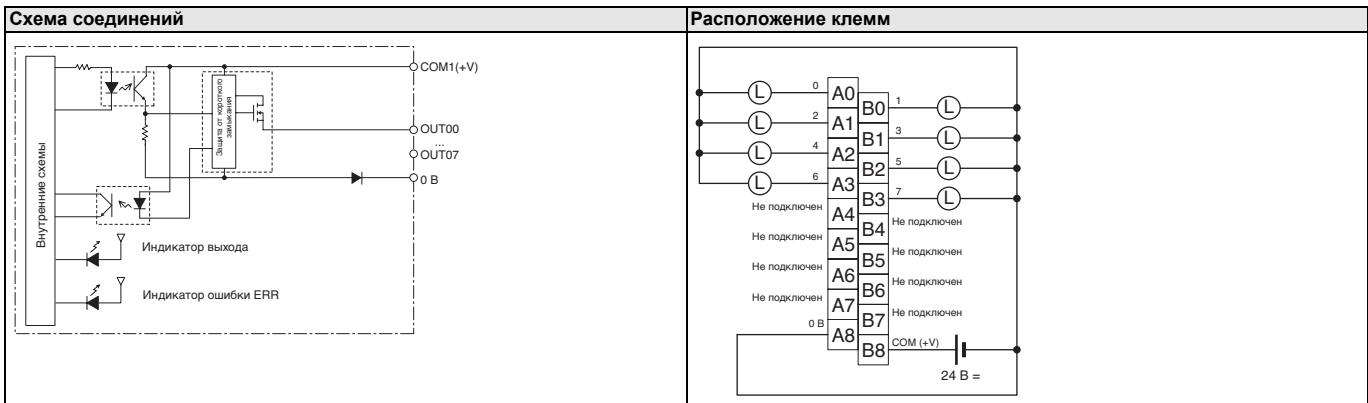 Схема соединений
Внутренние схемы
Защита от короткого
замыкания
COM1(+V)
OUT00
...
OUT07
0 В
Индикатор выхода
Индикатор ошибки ERR
Расположение клемм
L 0 A0
B0 1 L
L 2 A1
B1 3 L
L 4 A2
B2 5 L
L 6 A3
B3 7 L
Не подключен A4
B4 Не подключен
Не подключен A5
B5 Не подключен
Не подключен A6
B6 Не подключен
Не подключен A7
B7 Не подключен
0 В A8
B8 COM (+V)
24 В =